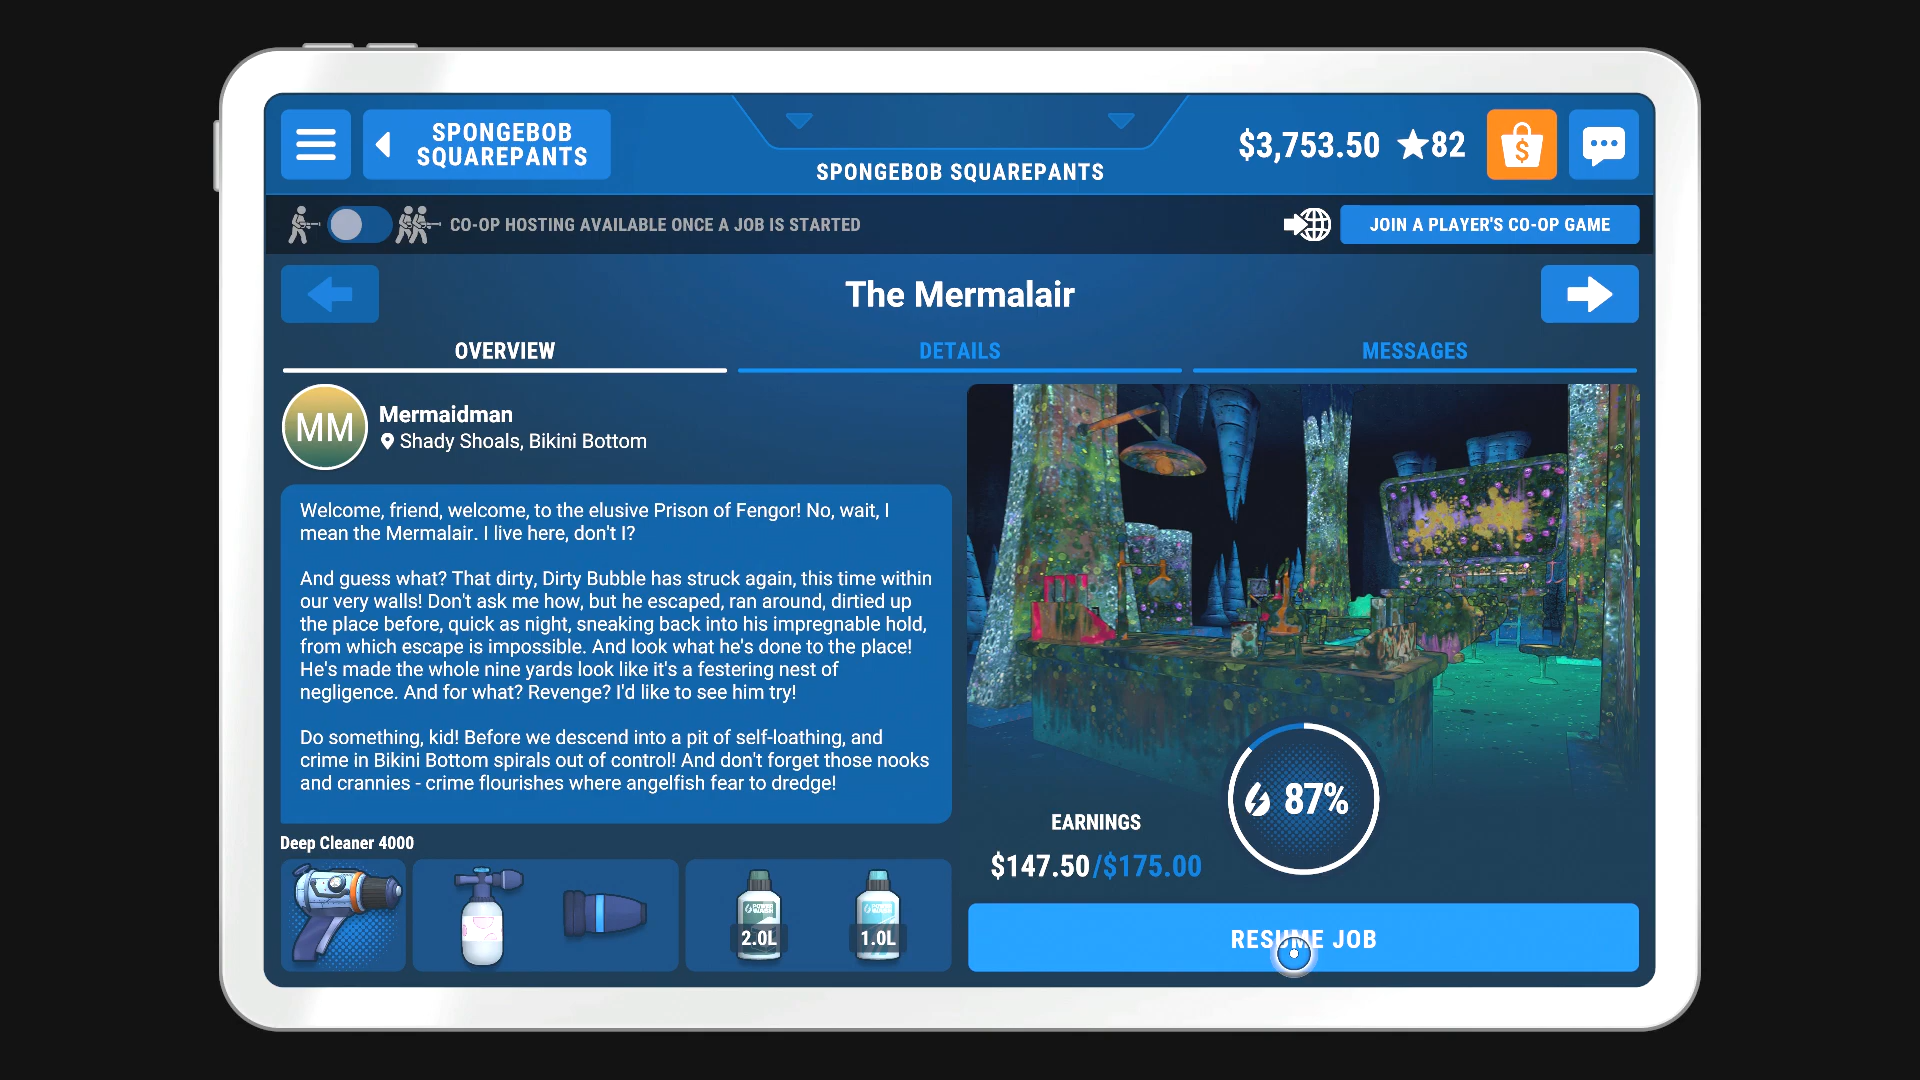 SPONGEBOB
SQUAREPANTS
SPONGEBOB SQUAREPANTS
$3,753.50 ★82
CO-OP HOSTING AVAILABLE ONCE A JOB IS STARTED
JOIN A PLAYER'S CO-OP GAME
The Mermalair
OVERVIEW
DETAILS
MESSAGES
MM
Mermaidman
Shady Shoals, Bikini Bottom
Welcome, friend, welcome, to the elusive Prison of Fengor! No, wait, I
mean the Mermalair. I live here, don't I?
And guess what? That dirty, Dirty Bubble has struck again, this time within
our very walls! Don't ask me how, but he escaped, ran around, dirtied up
the place before, quick as night, sneaking back into his impregnable hold,
from which escape is impossible. And look what he's done to the place!
He's made the whole nine yards look like it's a festering nest of
negligence. And for what? Revenge? I'd like to see him try!
Do something, kid! Before we descend into a pit of self-loathing, and
crime in Bikini Bottom spirals out of control! And don't forget those nooks
and crannies - crime flourishes where angelfish fear to dredge!
Deep Cleaner 4000
2.0L
1.0L
EARNINGS
$147.50/$175.00
87%
RESUME JOB